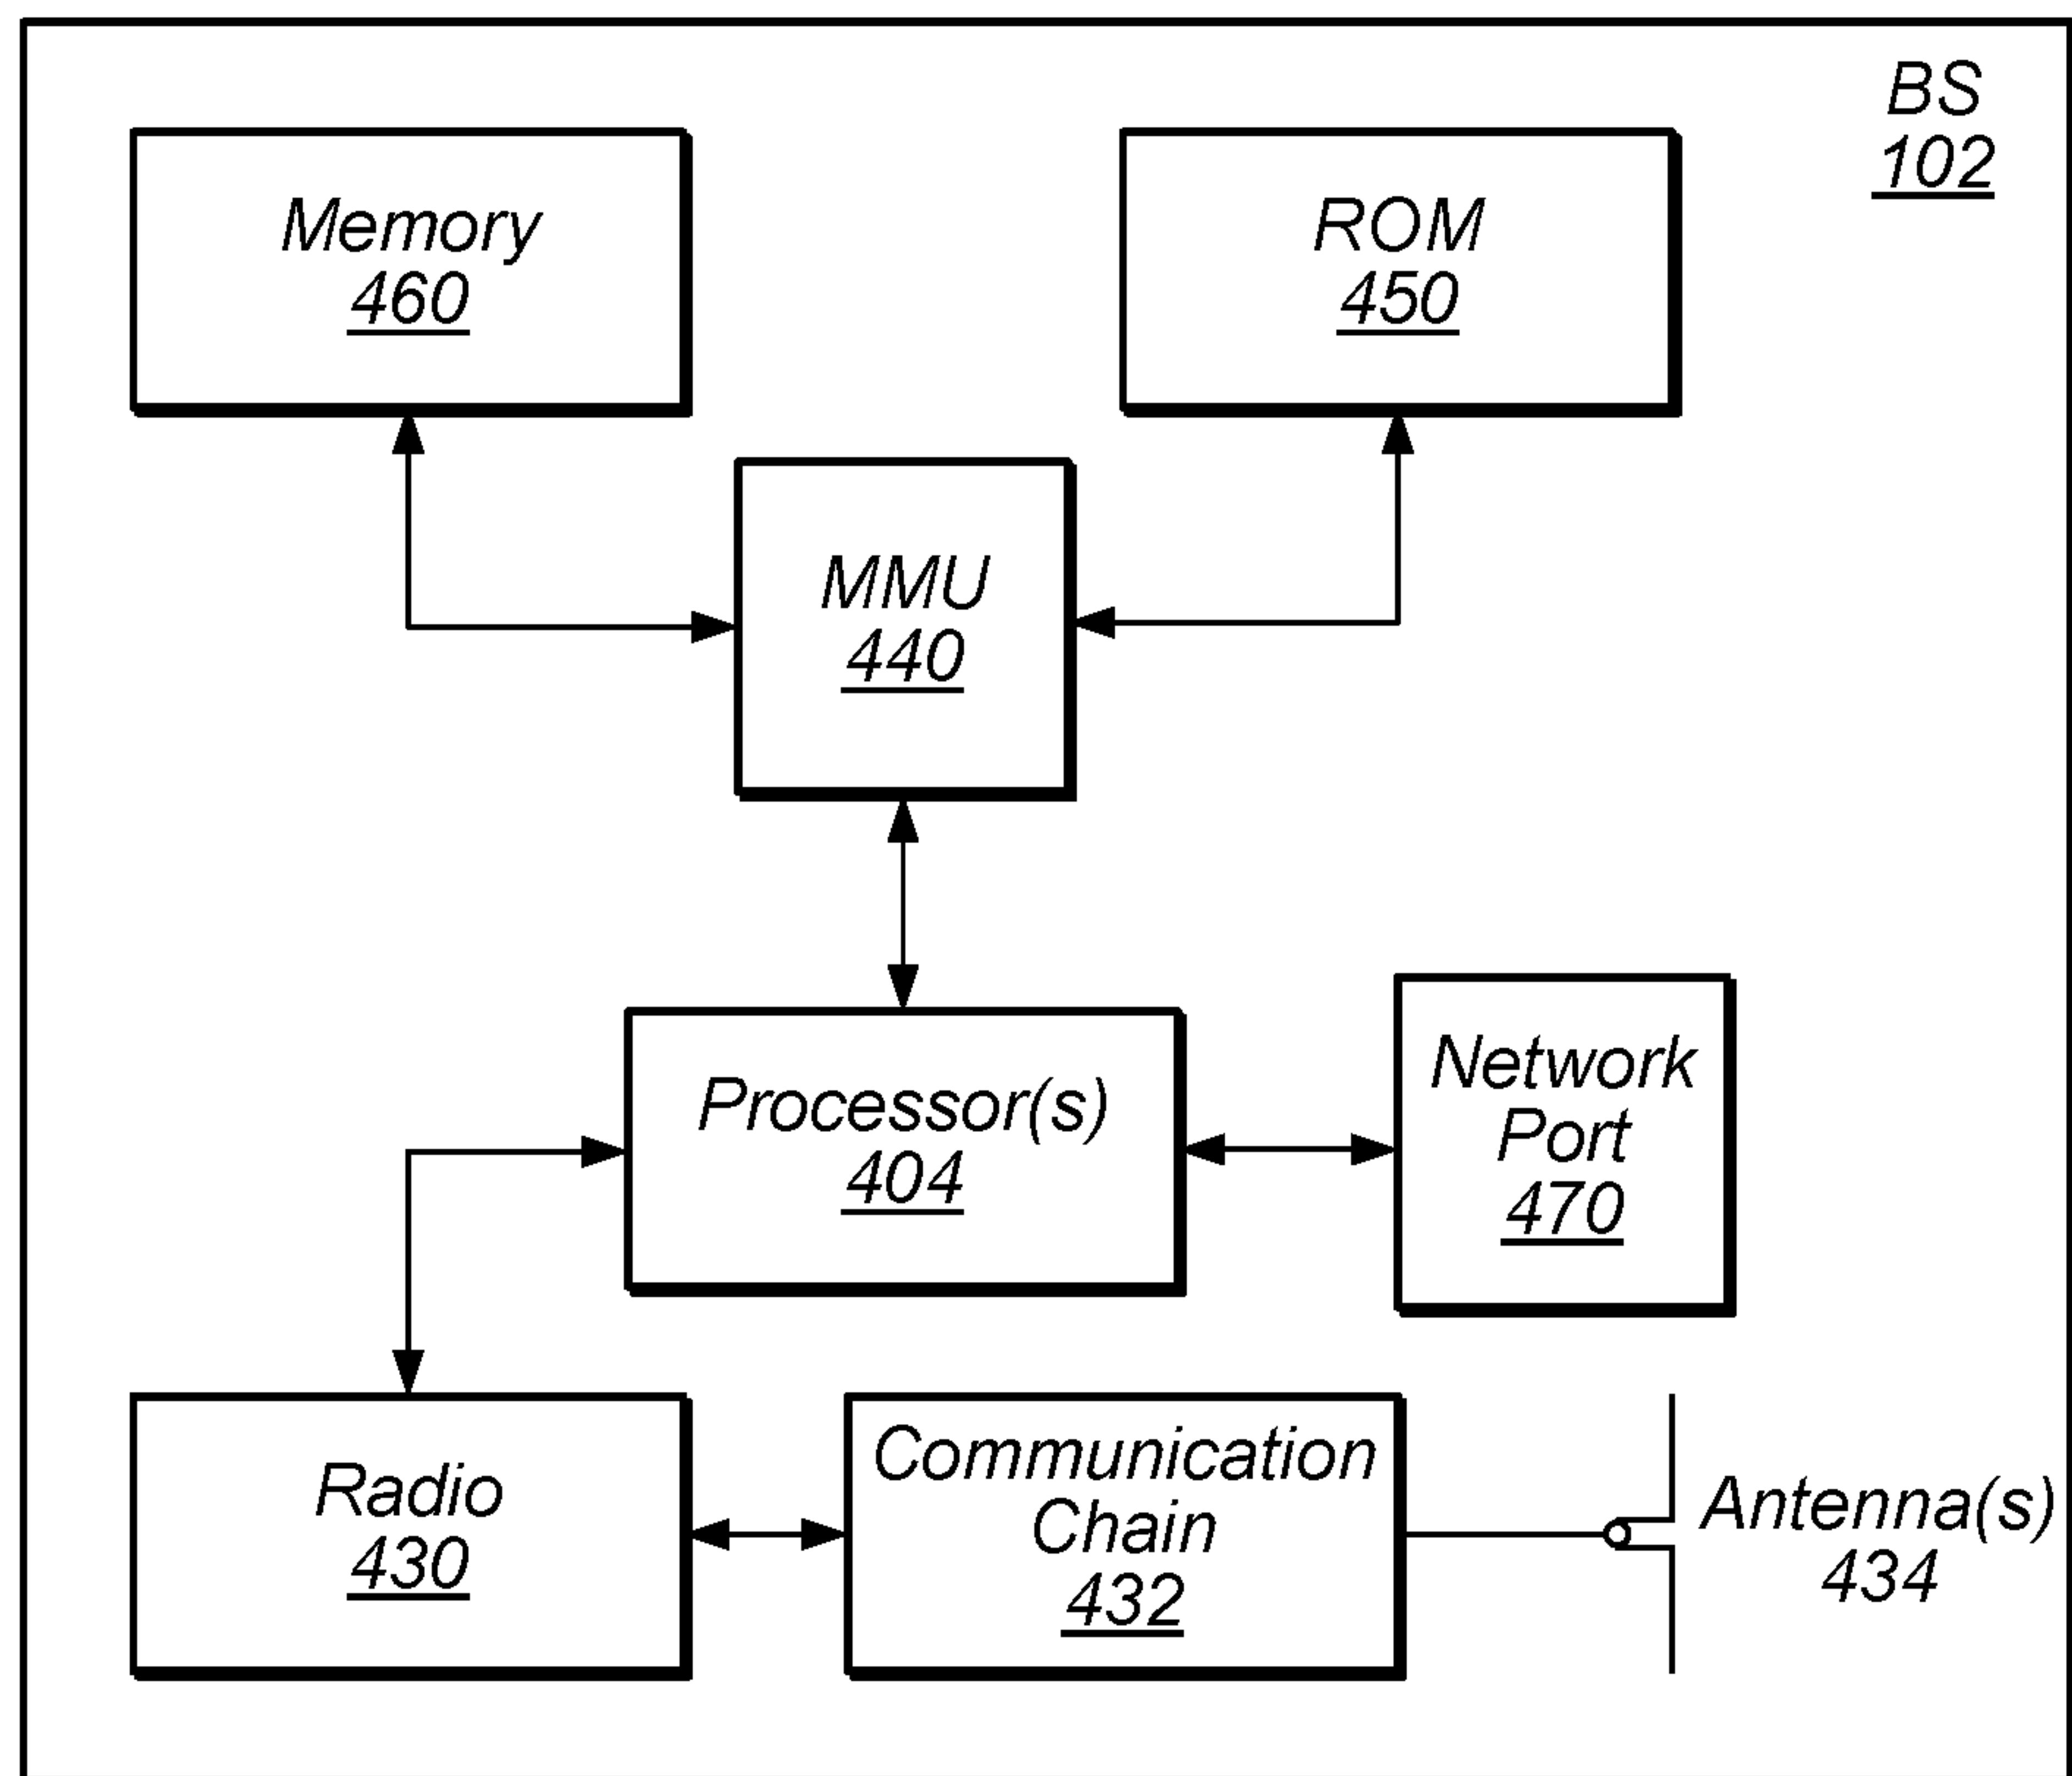 BS
102
Memory
460
ROM
450
MMU
440
Processor(s)
404
Network
Port
470
Radio
430
Communication
Chain
432
Antenna(s)
434